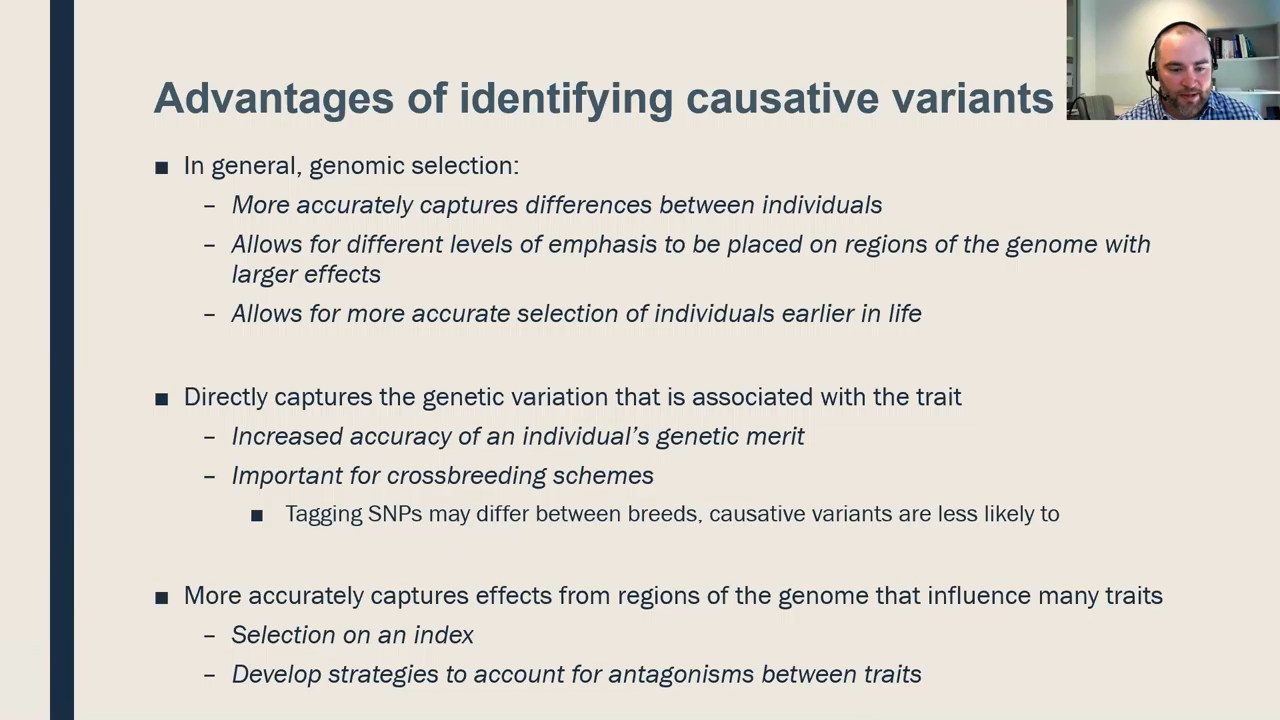 Advantages of identifying causative variants
■ In general, genomic selection:
– More accurately captures differences between individuals
– Allows for different levels of emphasis to be placed on regions of the genome with
larger effects
– Allows for more accurate selection of individuals earlier in life
■ Directly captures the genetic variation that is associated with the trait
– Increased accuracy of an individual’s genetic merit
– Important for crossbreeding schemes
■ Tagging SNPs may differ between breeds, causative variants are less likely to
■ More accurately captures effects from regions of the genome that influence many traits
– Selection on an index
– Develop strategies to account for antagonisms between traits